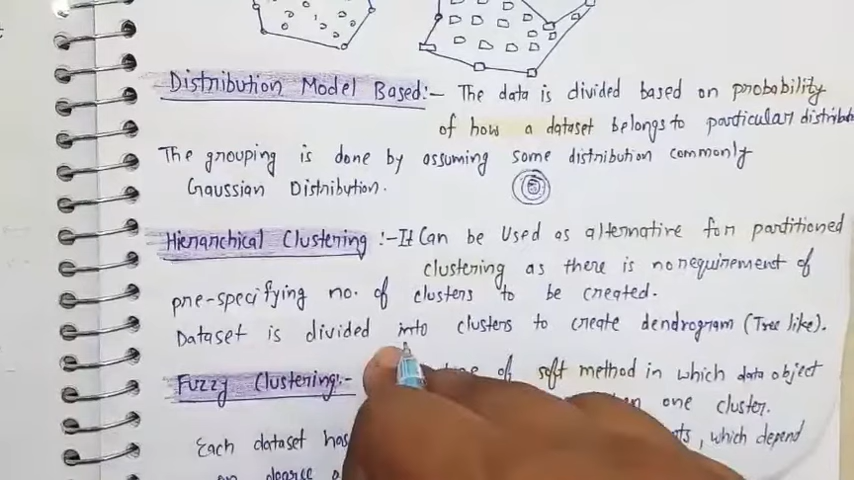 Distribution Model Based:- The data is divided based on probability
of how a dataset belongs to particular
The grouping is done by assuming some distribution commonly
Gaussian Distribution.
Hierarchical Clustering :- It Can be Used as alternative for partitioned
clustering as there is no requirement of
pre-specifying no. of clusters to be created.
Dataset is divided into clusters to create dendrogram (Tree like).
Fuzzy Clustering:- of soft method in which data object
one cluster.
Each dataset has which depend
on degree